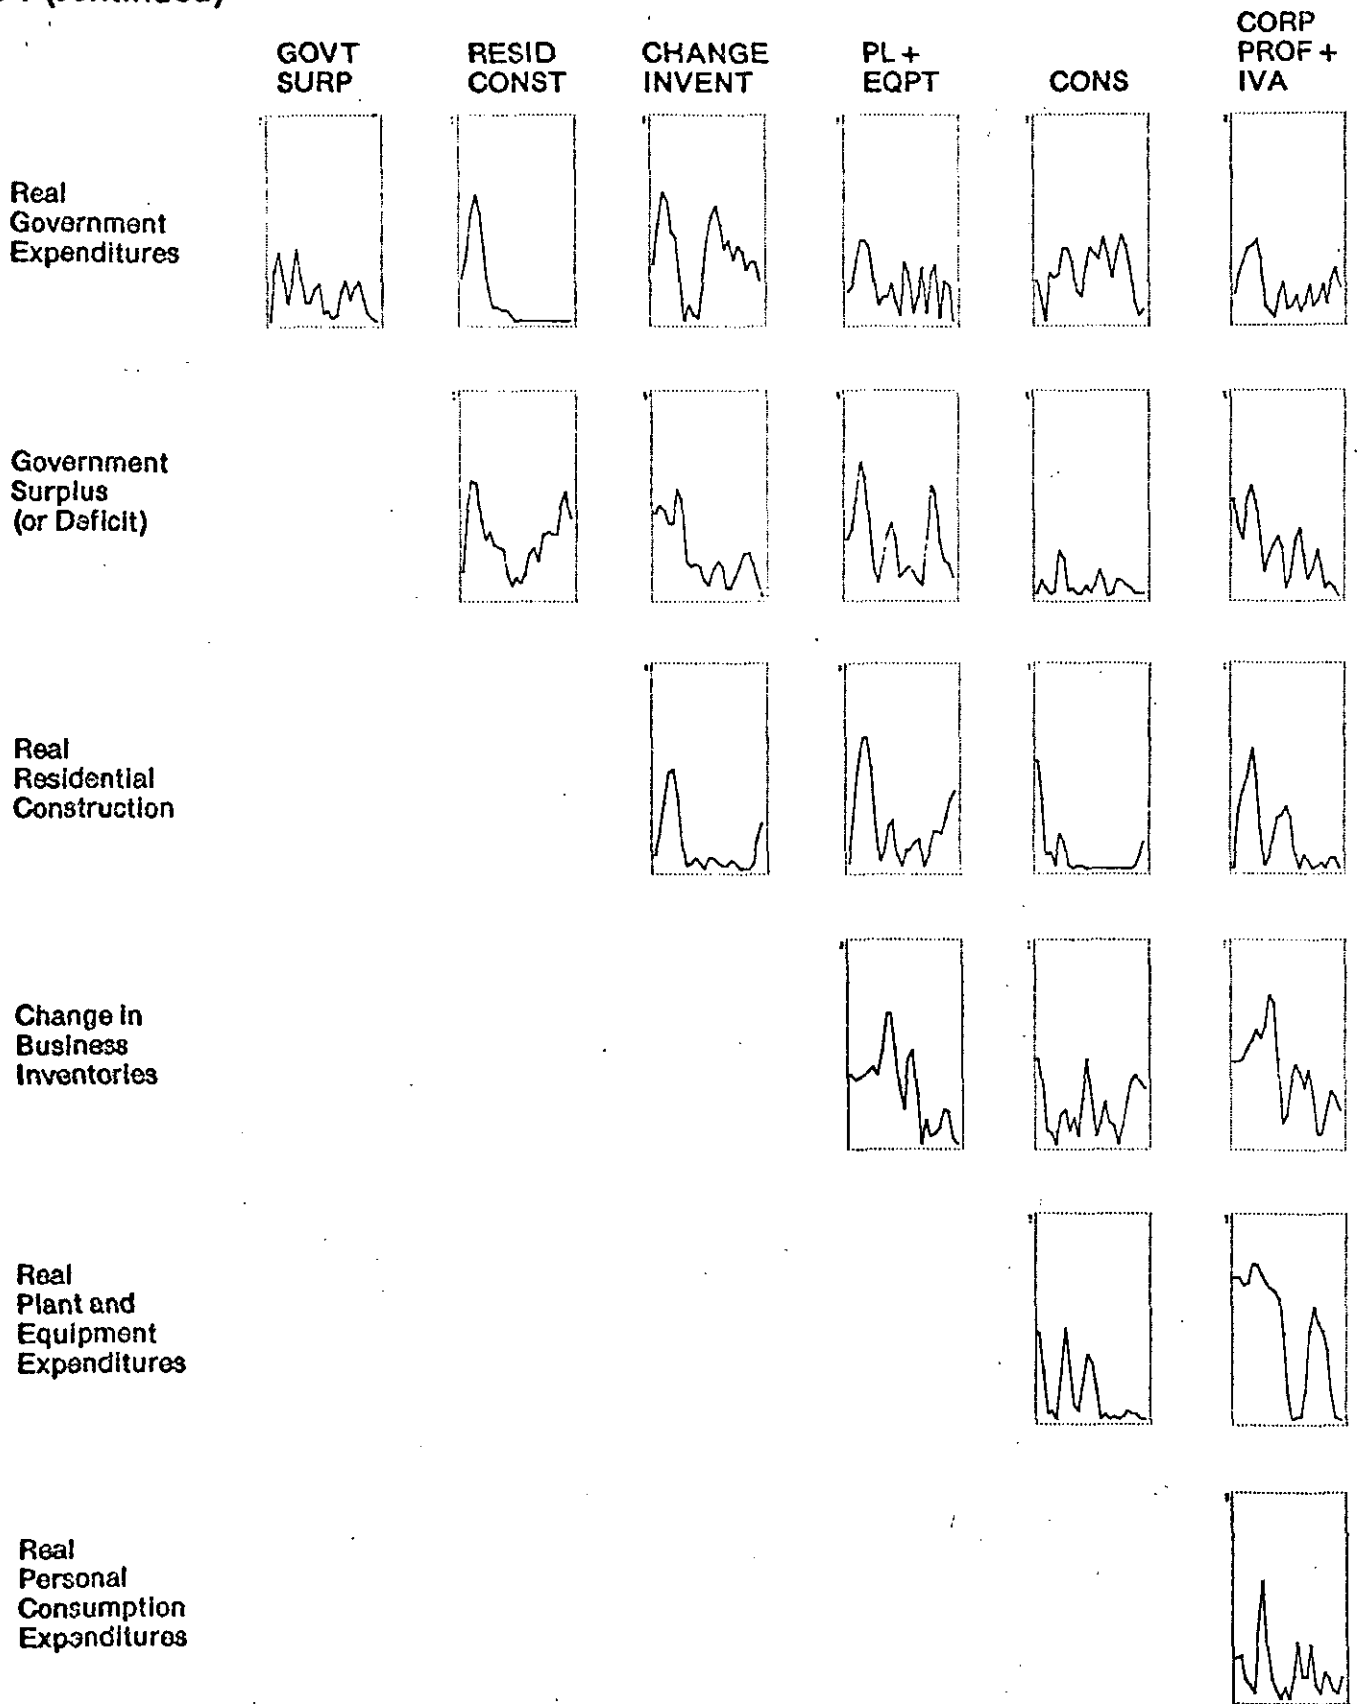 (continued)
GOVT
SURP
RESID
CONST
CHANGE
INVENT
PL +
EQPT
CONS
CORP
PROF +
IVA
Real
Government
Expenditures
Government
Surplus
(or Deficit)
Real
Residential
Construction
Change in
Business
Inventories
Real
Plant and
Equipment
Expenditures
Real
Personal
Consumption
Expenditures